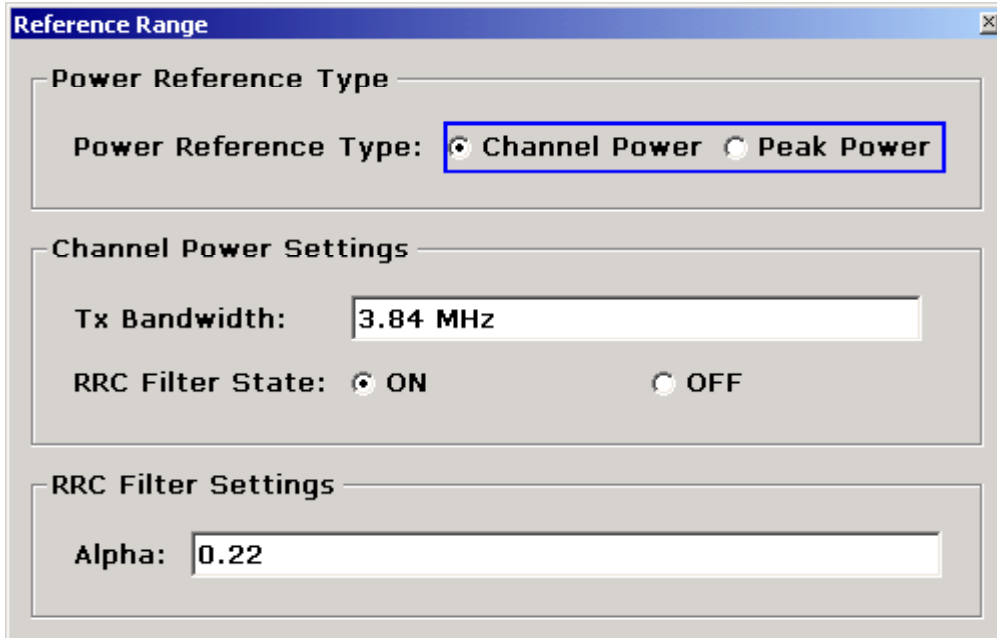 Reference Range
Power Reference Type
Power Reference Type: Channel Power Peak Power
Channel Power Settings
Tx Bandwidth: 3.84 MHz
RRC Filter State: ON OFF
RRC Filter Settings
Alpha: 0.22